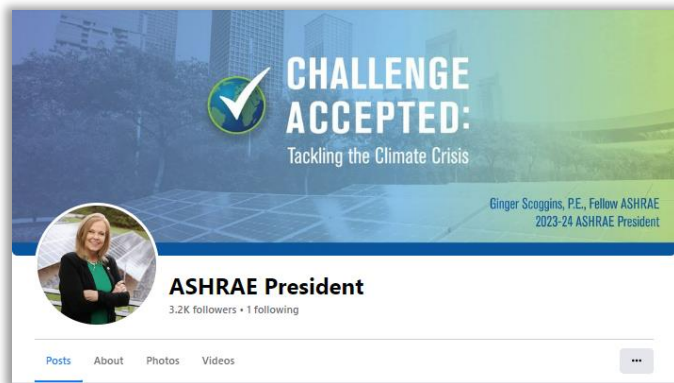 CHALLENGE
ACCEPTED:
Tackling the Climate Crisis
Ginger Scoggins, P.E., Fellow ASHRAE
2023-24 ASHRAE President
ASHRAE President
3.2K followers • 1 following
Posts About Photos Videos